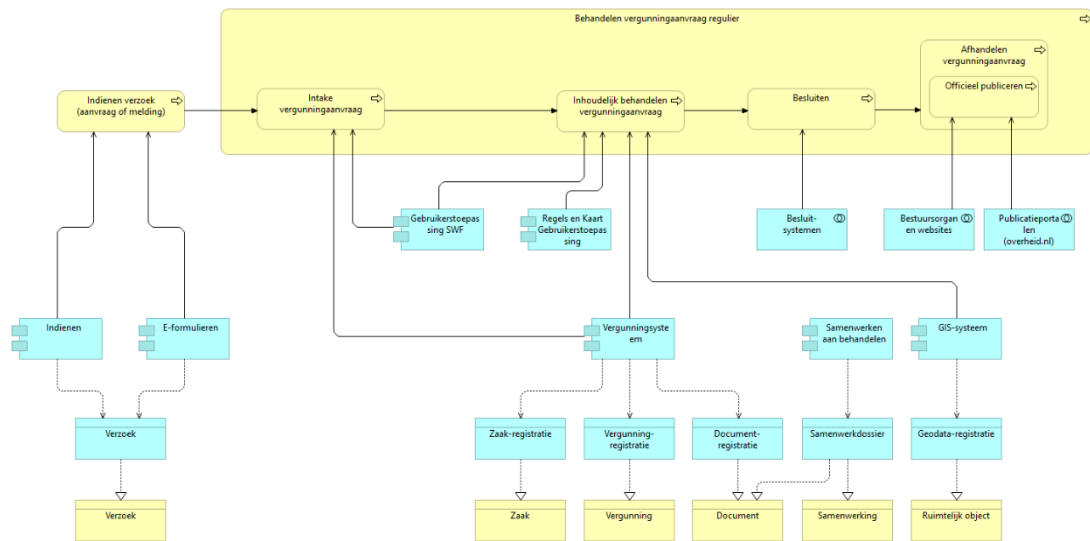 Behandelen vergunningaanvraag regulier
Afhandelen
vergunningaanvraag
Officieel publiceren
Indienen verzoek
(aanvraag of melding)
Intake
vergunningaanvraag
Inhoudelijk behandelen
vergunningaanvraag
Besluiten
Gebruikerstoepas
sing SWF
Regels en Kaart
Gebruikerstoepas
sing
Besluit-
systemen
Bestuursorgan
en websites
Publicatieporta
len
(overheid.nl)
Indienen
E-formulieren
Vergunningsyste
em
Samenwerken
aan behandelen
GIS-systeem
Verzoek
Zaak-registratie
Vergunning-
registratie
Document-
registratie
Samenwerkdossier
Geodata-registratie
Verzoek
Zaak
Vergunning
Document
Samenwerking
Ruimtelijk object